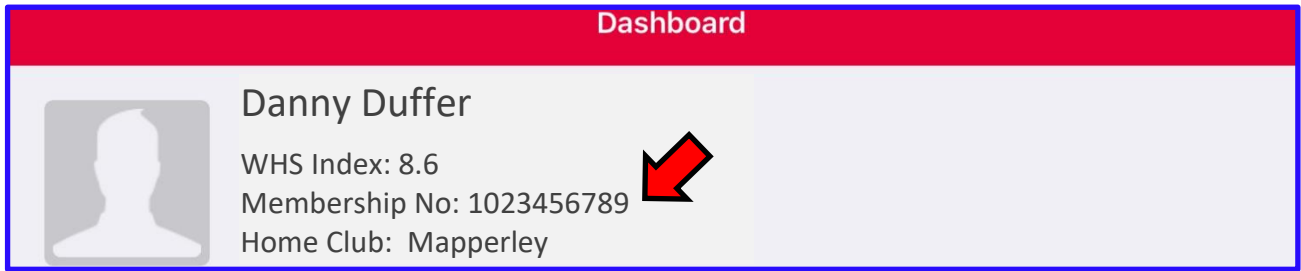 Dashboard
Danny Duffer
WHS Index: 8.6
Membership No: 1023456789
Home Club: Mapperley